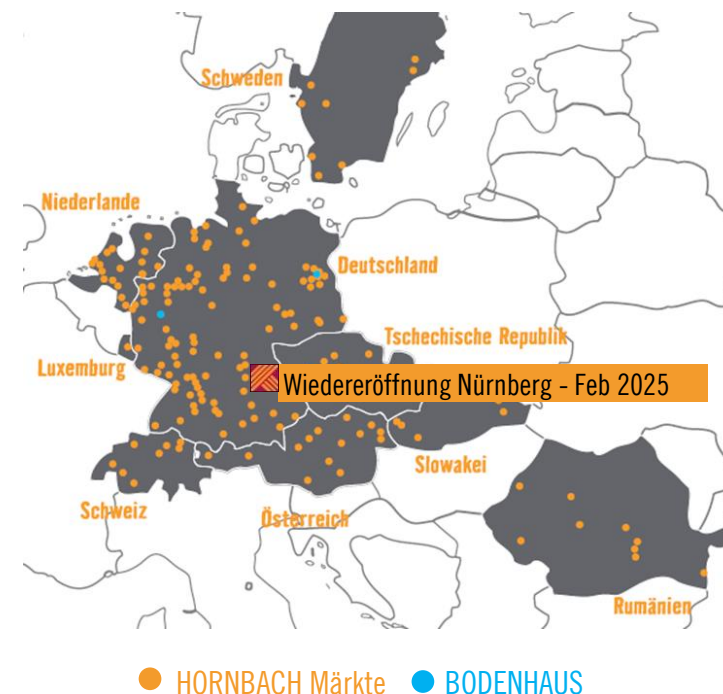 Schweden
Niederlande
Deutschland
Tschechische Republik
Luxemburg
Wiedereröffnung Nürnberg - Feb 2025
Slowakei
Schweiz
Österreich
Rumänien
HORNBACH Märkte BODENHAUS